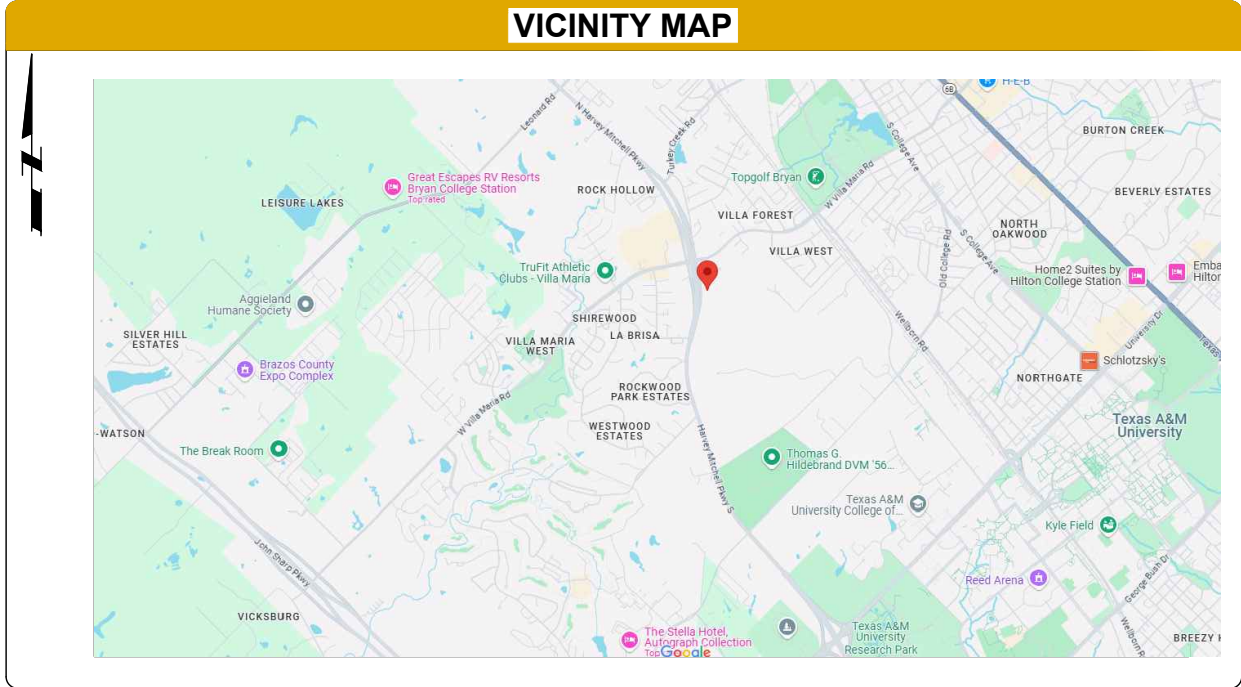 VICINITY MAP
N
H-E-B
6B
Leonard Rd
N Harvey Mitchell Pkwy
Turkey Creek Rd
S College Ave
BURTON CREEK
Great Escapes RV Resorts
Bryan College Station
Top rated
ROCK HOLLOW
Topgolf Bryan
W Villa Maria Rd
BEVERLY ESTATES
LEISURE LAKES
VILLA FOREST
NORTH
OAKWOOD
VILLA WEST
Old College Rd
S College Ave
TruFit Athletic
Clubs - Villa Maria
Home2 Suites by
Hilton College Station
Emba
Hilton
Aggieland
Humane Society
SHIREWOOD
LA BRISA
SILVER HILL
ESTATES
VILLA MARIA
WEST
Wellborn Rd
University Dr
Texas
Schlotzsky's
Brazos County
Expo Complex
NORTHGATE
ROCKWOOD
PARK ESTATES
W Villa Maria Rd
WESTWOOD
ESTATES
Texas A&M
University
-WATSON
The Break Room
Harvey Mitchell Pkwy S
Thomas G.
Hildebrand DVM '56...
Texas A&M
University College of...
Kyle Field
John Sharp Pkwy
Reed Arena
George Bush Dr
VICKSBURG
The Stella Hotel,
Autograph Collection
Top
Google
Texas A&M
University
Research Park
Wellborn R
BREEZY H